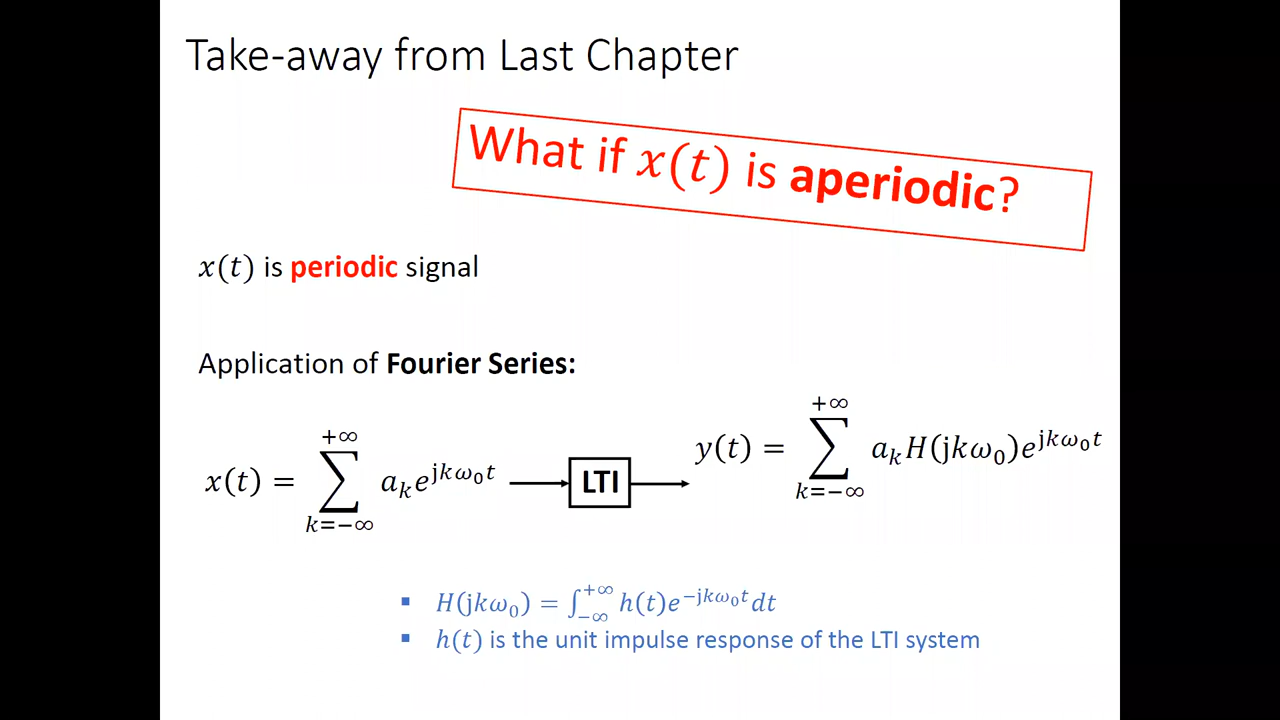 Take-away from Last Chapter
What if x(t) is aperiodic?
x(t) is periodic signal
Application of Fourier Series:
x(t) = ∑_{k=−∞}^{+∞} a_k e^{jkω_0 t}
LTI
y(t) = ∑_{k=−∞}^{+∞} a_k H(jkω_0) e^{jkω_0 t}
▪ H(jkω_0) = ∫_{−∞}^{+∞} h(t) e^{−jkω_0 t} dt
▪ h(t) is the unit impulse response of the LTI system